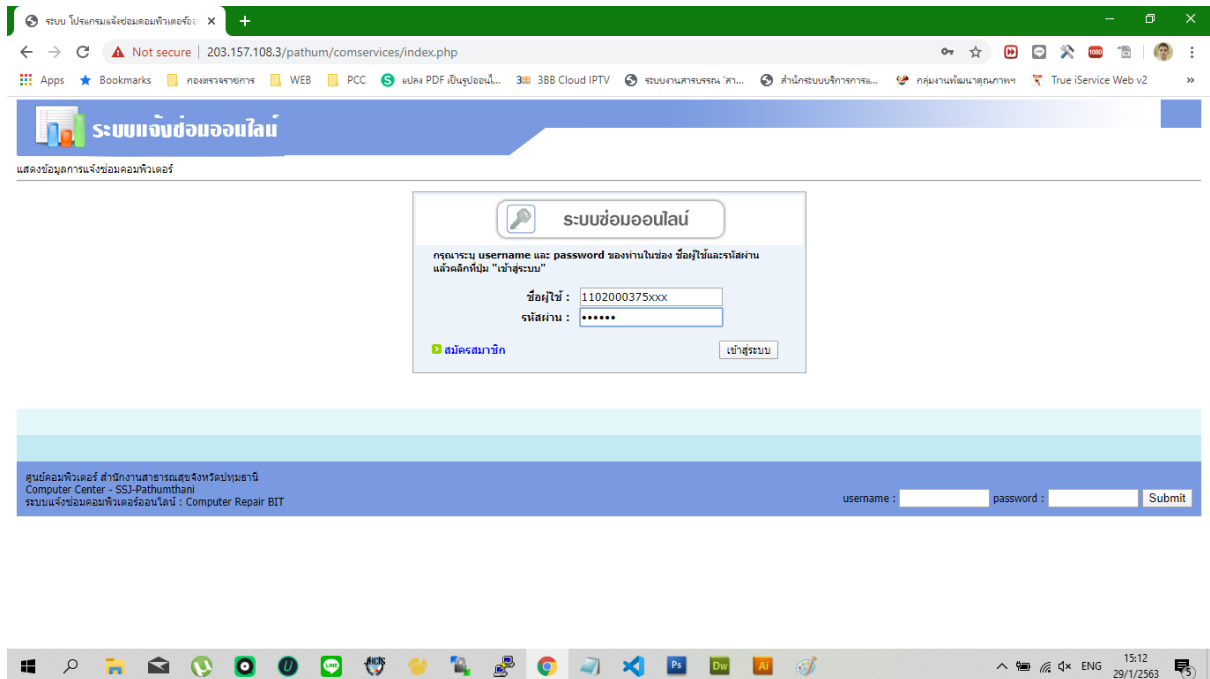 ระบบ โปรแกรมแจ้งซ่อมคอมพิวเตอร์ออ
Not secure | 203.157.108.3/pathum/comservices/index.php
Apps Bookmarks กองตรวจราชการ WEB PCC แปลง PDF เป็นรูปออนไ... 3BB Cloud IPTV ระบบงานสารบรรณ 'สา... สำนักระบบบริการการแ... กลุ่มงานพัฒนาคุณภาพฯ True iService Web v2 »
ระบบแจ้งซ่อมออนไลน์
แสดงข้อมูลการแจ้งซ่อมคอมพิวเตอร์
ระบบซ่อมออนไลน์
กรุณาระบุ username และ password ของท่านในช่อง ชื่อผู้ใช้และรหัสผ่าน
แล้วคลิกที่ปุ่ม "เข้าสู่ระบบ"
ชื่อผู้ใช้ : 1102000375xxx
รหัสผ่าน : ••••••
สมัครสมาชิก เข้าสู่ระบบ
ศูนย์คอมพิวเตอร์ สำนักงานสาธารณสุขจังหวัดปทุมธานี
Computer Center - SSJ-Pathumthani
ระบบแจ้งซ่อมคอมพิวเตอร์ออนไลน์ : Computer Repair BIT
username : password : Submit
LINE Ps Dw Ai ENG 15:12
29/1/2563 5